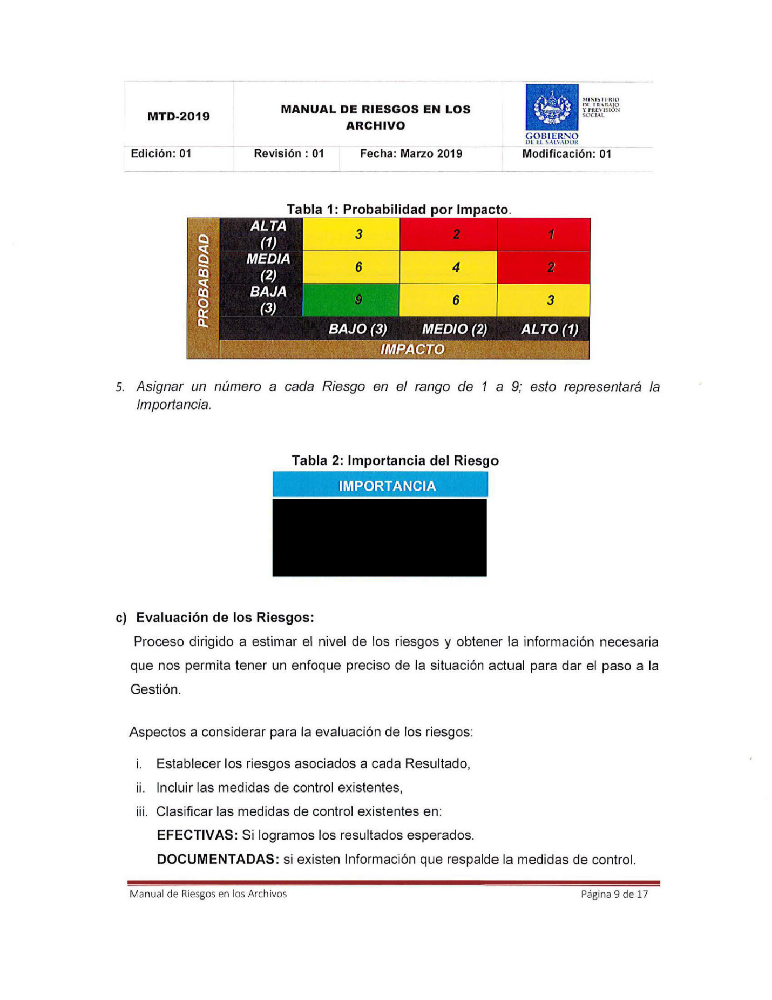 MTD-2019
MANUAL DE RIESGOS EN LOS
ARCHIVO
MINISTERIO
DE TRABAJO
Y PREVISIÓN
SOCIAL
GOBIERNO
DE EL SALVADOR
Edición: 01
Revisión : 01
Fecha: Marzo 2019
Modificación: 01
Tabla 1: Probabilidad por Impacto.
PROBABIDAD
ALTA
(1)
3
2
1
MEDIA
(2)
6
4
2
BAJA
(3)
9
6
3
BAJO (3)
MEDIO (2)
ALTO (1)
IMPACTO
5. Asignar un número a cada Riesgo en el rango de 1 a 9; esto representará la
Importancia.
Tabla 2: Importancia del Riesgo
IMPORTANCIA
c) Evaluación de los Riesgos:
Proceso dirigido a estimar el nivel de los riesgos y obtener la información necesaria
que nos permita tener un enfoque preciso de la situación actual para dar el paso a la
Gestión.
Aspectos a considerar para la evaluación de los riesgos:
i. Establecer los riesgos asociados a cada Resultado,
ii. Incluir las medidas de control existentes,
iii. Clasificar las medidas de control existentes en:
EFECTIVAS: Si logramos los resultados esperados.
DOCUMENTADAS: si existen Información que respalde la medidas de control.
Manual de Riesgos en los Archivos
Página 9 de 17